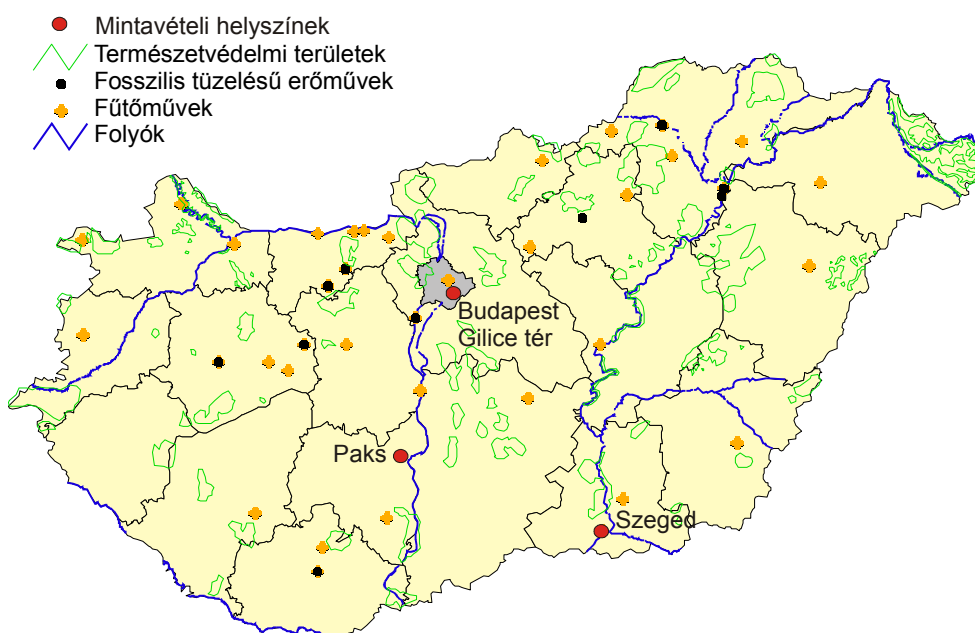 Mintavételi helyszínek
Természetvédelmi területek
Fosszilis tüzelésű erőművek
Fűtőművek
Folyók
Budapest
Gilice tér
Paks
Szeged